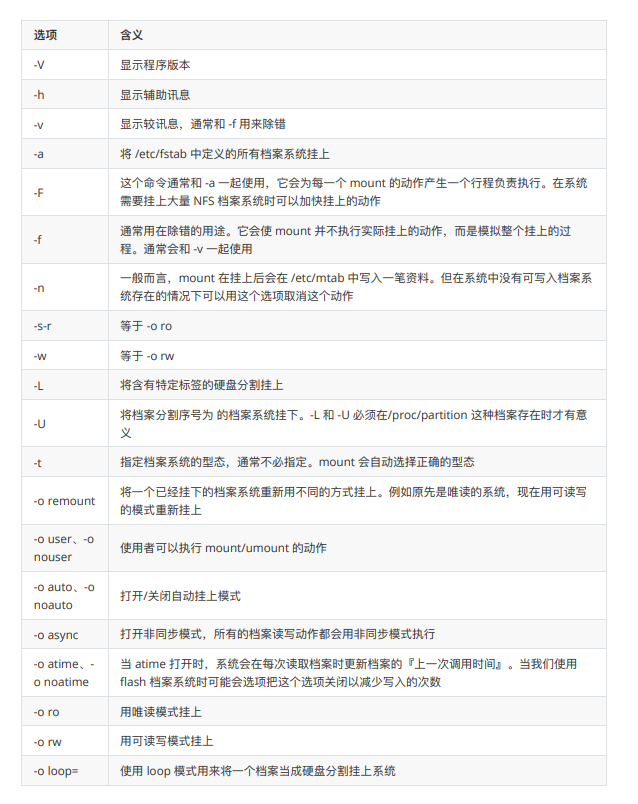 选项 含义
-V 显示程序版本
-h 显示辅助讯息
-v 显示较讯息，通常和 -f 用来除错
-a 将 /etc/fstab 中定义的所有档案系统挂上
-F 这个命令通常和 -a 一起使用，它会为每一个 mount 的动作产生一个行程负责执行。在系统
需要挂上大量 NFS 档案系统时可以加快挂上的动作
-f 通常用在除错的用途。它会使 mount 并不执行实际挂上的动作，而是模拟整个挂上的过
程。通常会和 -v 一起使用
-n 一般而言，mount 在挂上后会在 /etc/mtab 中写入一笔资料。但在系统中没有可写入档案系
统存在的情况下可以用这个选项取消这个动作
-s-r 等于 -o ro
-w 等于 -o rw
-L 将含有特定标签的硬盘分割挂上
-U 将档案分割序号为 的档案系统挂下。-L 和 -U 必须在/proc/partition 这种档案存在时才有意
义
-t 指定档案系统的型态，通常不必指定。mount 会自动选择正确的型态
-o remount 将一个已经挂下的档案系统重新用不同的方式挂上。例如原先是唯读的系统，现在用可读写
的模式重新挂上
-o user、-o
nouser 使用者可以执行 mount/umount 的动作
-o auto、-o
noauto 打开/关闭自动挂上模式
-o async 打开非同步模式，所有的档案读写动作都会用非同步模式执行
-o atime、- 当 atime 打开时，系统会在每次读取档案时更新档案的『上一次调用时间』。当我们使用
o noatime flash 档案系统时可能会选项把这个选项关闭以减少写入的次数
-o ro 用唯读模式挂上
-o rw 用可读写模式挂上
-o loop= 使用 loop 模式用来将一个档案当成硬盘分割挂上系统